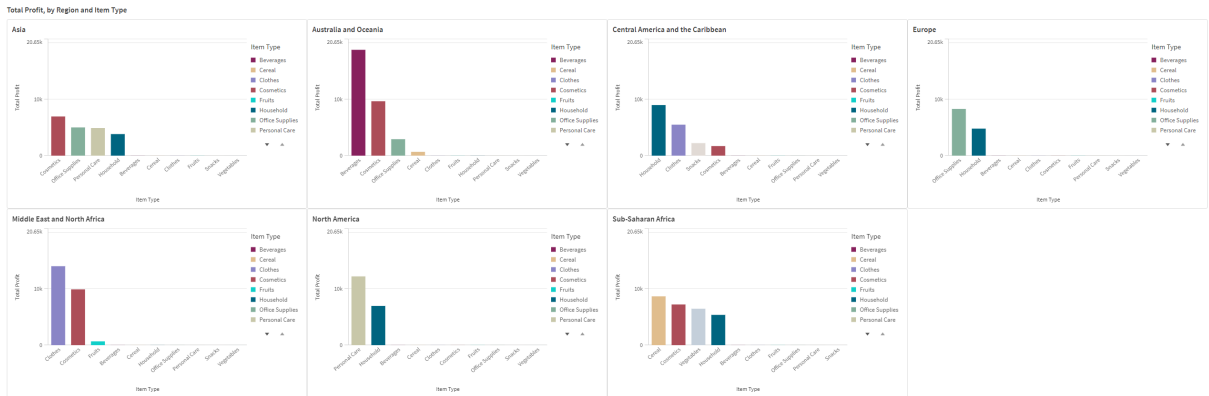 Total Profit, by Region and Item Type
Asia
20.65k
10k
0
Total Profit
Cosmetics
Office Supplies
Personal Care
Household
Beverages
Cereal
Clothes
Fruits
Snacks
Vegetables
Item Type
Item Type
Beverages
Cereal
Clothes
Cosmetics
Fruits
Household
Office Supplies
Personal Care
Australia and Oceania
20.65k
10k
0
Total Profit
Beverages
Cosmetics
Office Supplies
Cereal
Clothes
Fruits
Household
Personal Care
Snacks
Vegetables
Item Type
Item Type
Beverages
Cereal
Clothes
Cosmetics
Fruits
Household
Office Supplies
Personal Care
Central America and the Caribbean
20.65k
10k
0
Total Profit
Household
Clothes
Snacks
Cosmetics
Beverages
Cereal
Fruits
Office Supplies
Personal Care
Vegetables
Item Type
Item Type
Beverages
Cereal
Clothes
Cosmetics
Fruits
Household
Office Supplies
Personal Care
Europe
20.65k
10k
0
Total Profit
Office Supplies
Household
Beverages
Cereal
Clothes
Cosmetics
Fruits
Personal Care
Snacks
Vegetables
Item Type
Item Type
Beverages
Cereal
Clothes
Cosmetics
Fruits
Household
Office Supplies
Personal Care
Middle East and North Africa
20.65k
10k
0
Total Profit
Clothes
Cosmetics
Fruits
Beverages
Cereal
Household
Office Supplies
Personal Care
Snacks
Vegetables
Item Type
Item Type
Beverages
Cereal
Clothes
Cosmetics
Fruits
Household
Office Supplies
Personal Care
North America
20.65k
10k
0
Total Profit
Personal Care
Household
Beverages
Cereal
Clothes
Cosmetics
Fruits
Office Supplies
Snacks
Vegetables
Item Type
Item Type
Beverages
Cereal
Clothes
Cosmetics
Fruits
Household
Office Supplies
Personal Care
Sub-Saharan Africa
20.65k
10k
0
Total Profit
Cereal
Cosmetics
Vegetables
Household
Beverages
Clothes
Fruits
Office Supplies
Personal Care
Snacks
Item Type
Item Type
Beverages
Cereal
Clothes
Cosmetics
Fruits
Household
Office Supplies
Personal Care